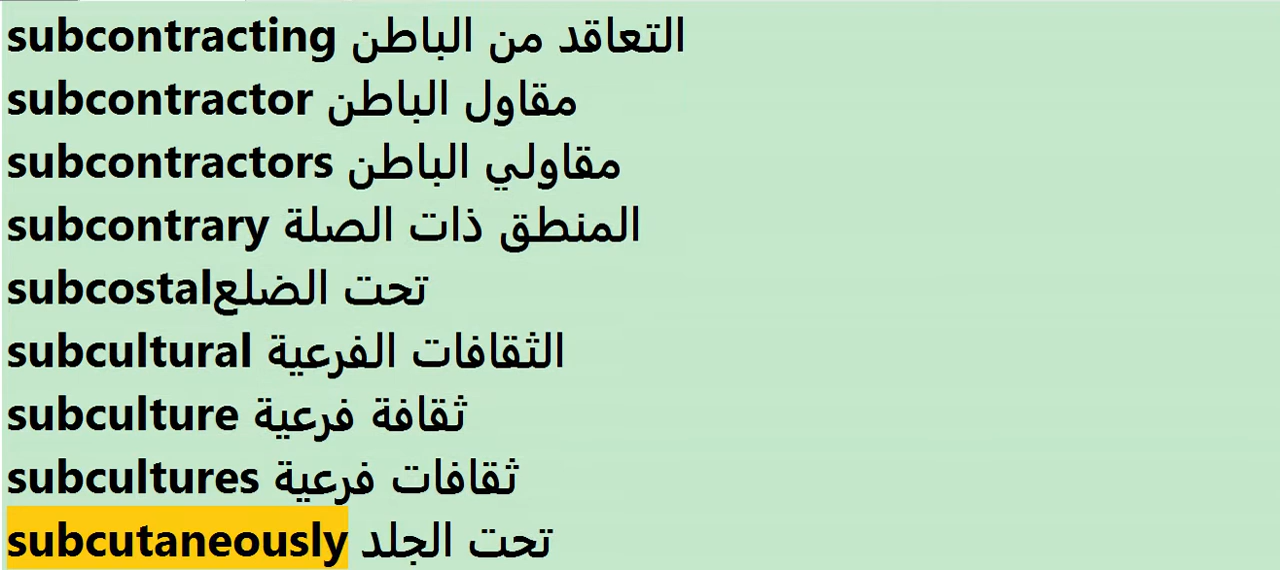 subcontracting التعاقد من الباطن
subcontractor مقاول الباطن
subcontractors مقاولي الباطن
subcontrary المنطق ذات الصلة
subcostalتحت الضلع
subcultural الثقافات الفرعية
subculture ثقافة فرعية
subcultures ثقافات فرعية
subcutaneously تحت الجلد